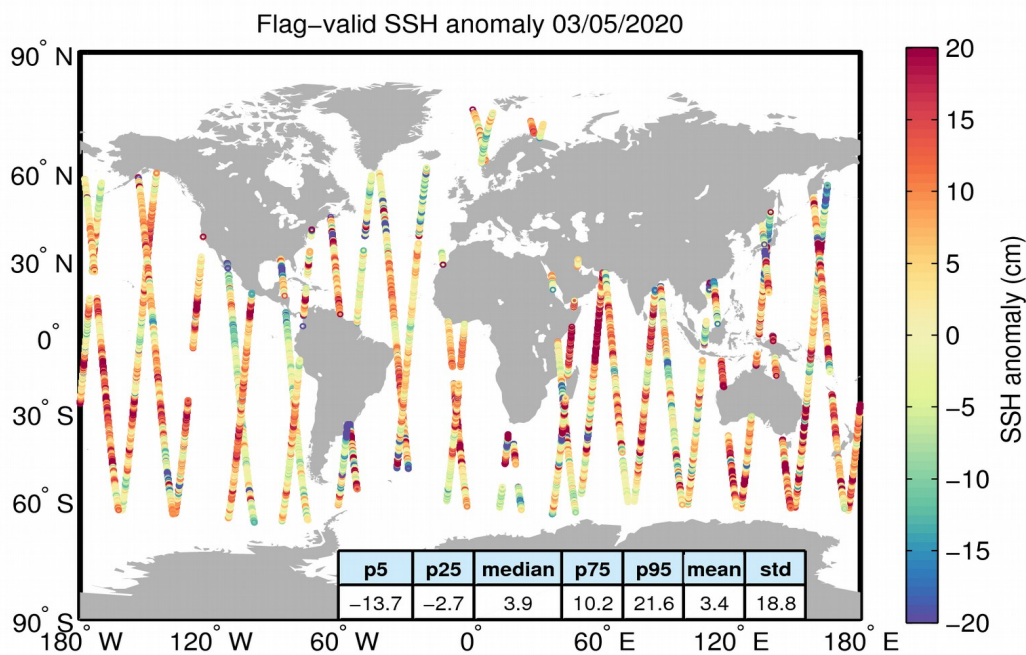 Flag−valid SSH anomaly 03/05/2020
90° N
60° N
30° N
0°
30° S
60° S
90° S
180° W
120° W
60° W
0°
60° E
120° E
180° E
p5 p25 median p75 p95 mean std
−13.7 −2.7 3.9 10.2 21.6 3.4 18.8
20
15
10
5
0
−5
−10
−15
−20
SSH anomaly (cm)